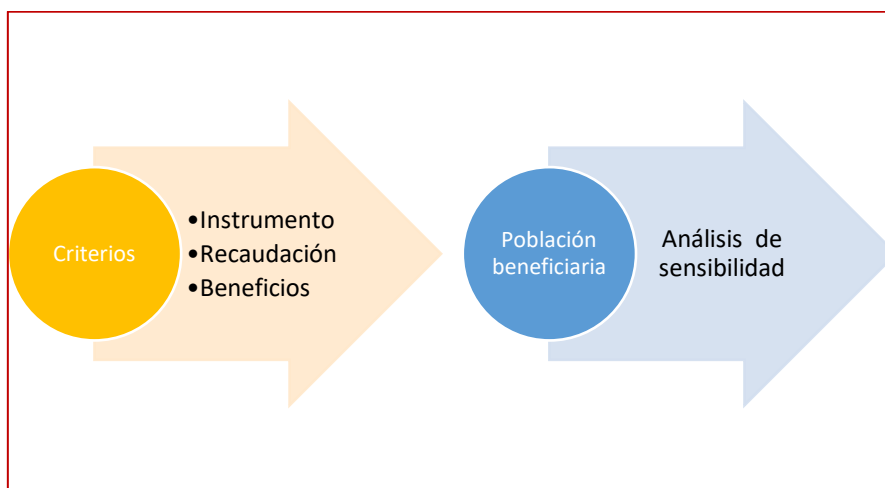 Criterios
•Instrumento
•Recaudación
•Beneficios
Población
beneficiaria
Análisis de
sensibilidad